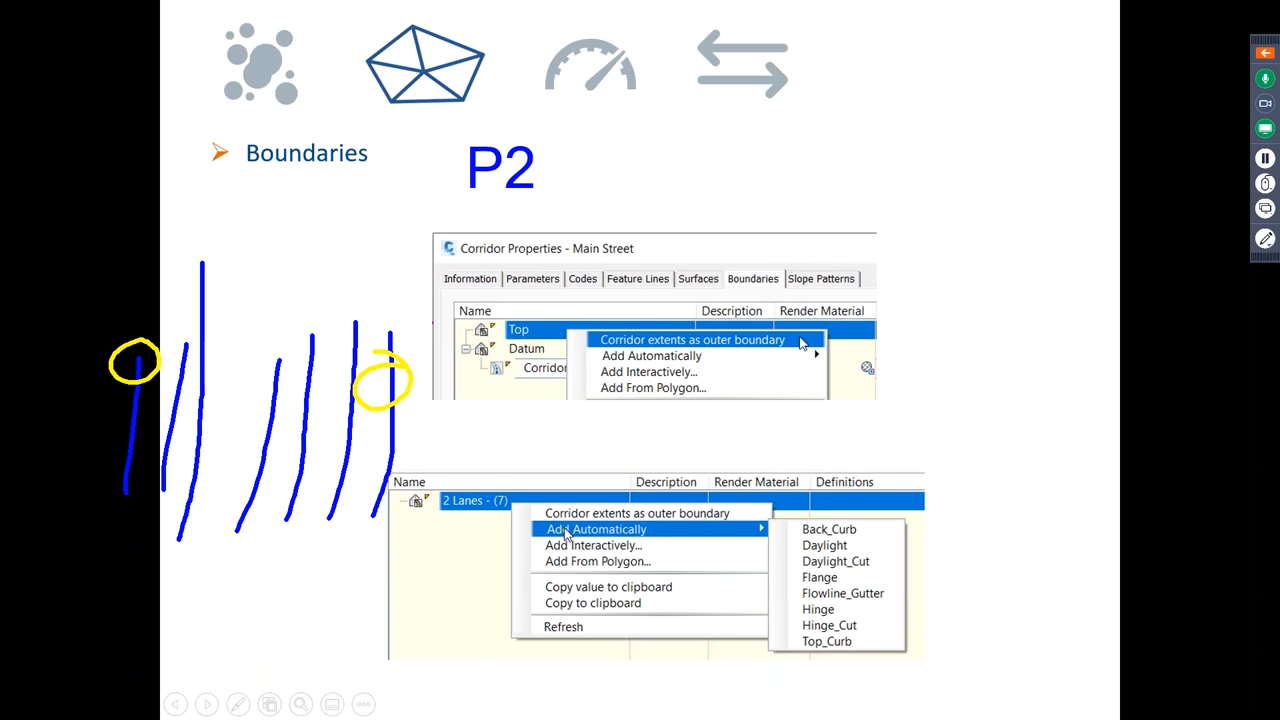 Boundaries
P2
Corridor Properties - Main Street
Information Parameters Codes Feature Lines Surfaces Boundaries Slope Patterns
Name Description Render Material
Top
Corridor extents as outer boundary
Datum
Add Automatically
Corridor
Add Interactively...
Add From Polygon...
Name Description Render Material Definitions
2 Lanes - (7)
Corridor extents as outer boundary
Add Automatically
Add Interactively...
Add From Polygon...
Copy value to clipboard
Copy to clipboard
Refresh
Back_Curb
Daylight
Daylight_Cut
Flange
Flowline_Gutter
Hinge
Hinge_Cut
Top_Curb